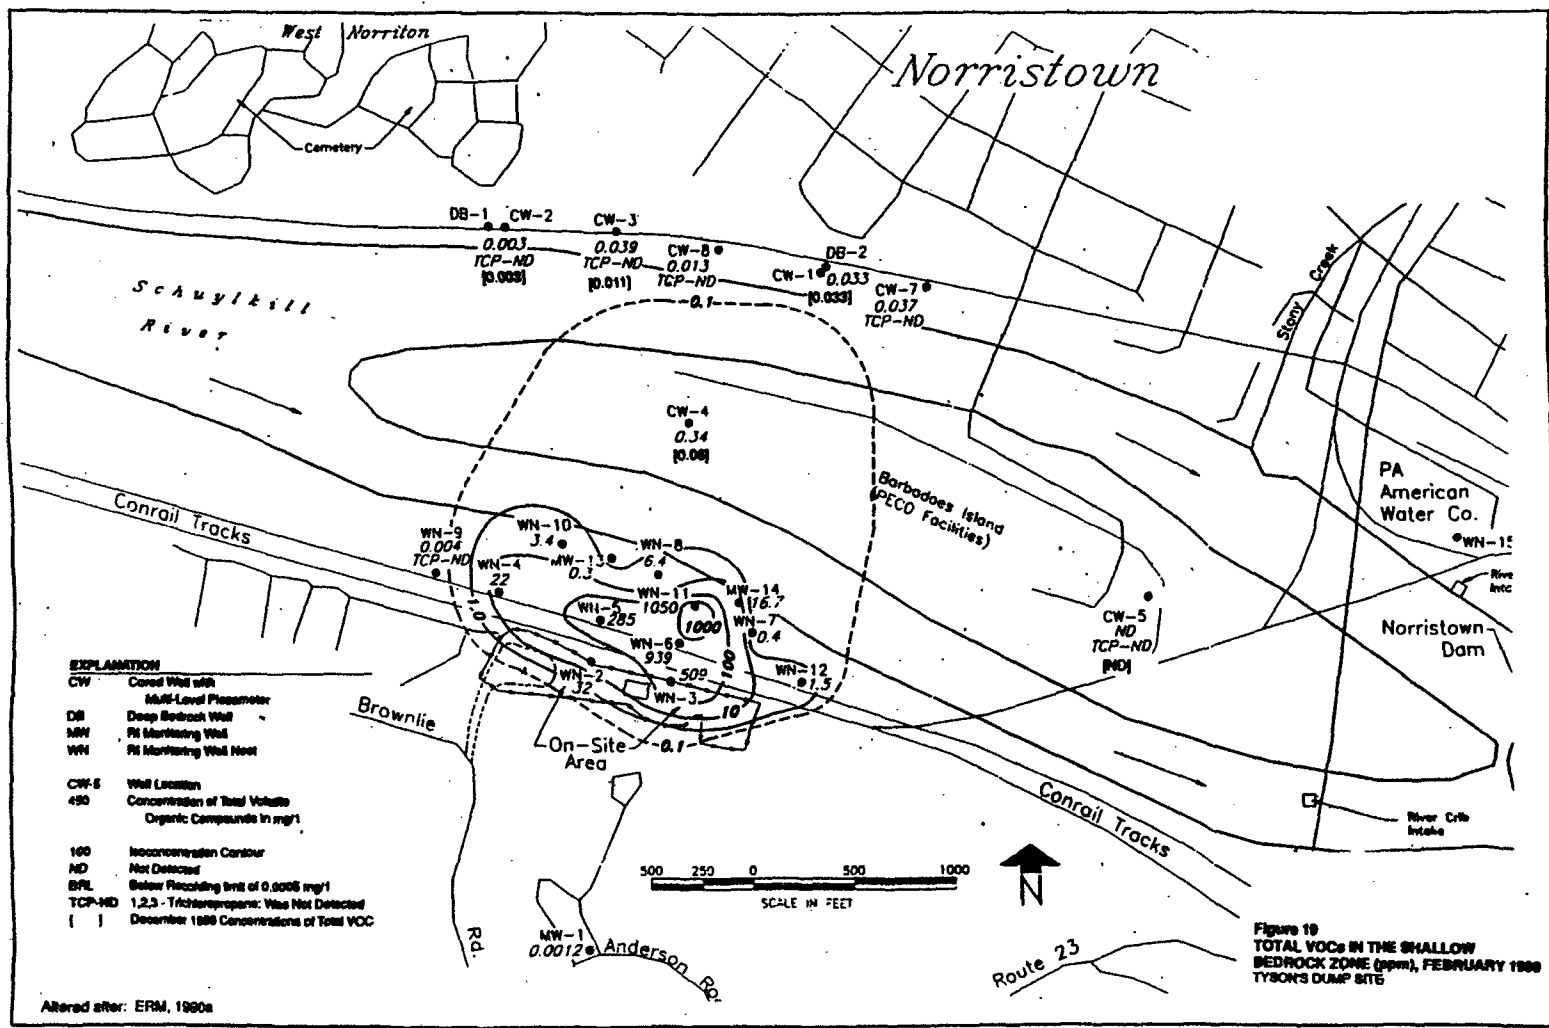 West Norriton
Norristown
Cemetery
DB-1
CW-2
0.003
TCP-ND
[0.003]
CW-3
0.039
TCP-ND
[0.011]
CW-8
0.013
TCP-ND
DB-2
CW-1
0.033
[0.033]
CW-7
0.037
TCP-ND
0.1
Stony Creek
Schuylkill
River
CW-4
0.34
[0.06]
Barbadoes Island
(PECO Facilities)
PA
American
Water Co.
WN-15
Conrail Tracks
WN-9
0.004
TCP-ND
WN-10
3.4
MW-13
0.3
WN-8
6.4
WN-4
22
WN-11
1050
MW-14
16.7
WN-5
285
1000
WN-7
0.4
1.0
WN-6
939
100
WN-12
1.5
WN-2
32
509
WN-3
10
0.1
On-Site
Area
CW-5
ND
TCP-ND)
[ND]
Norristown
Dam
Brownlie
Rd.
Conrail Tracks
River Crib
Intake
EXPLANATION
CW Cored Well with
Multi-Level Piezometer
DB Deep Bedrock Well
MW RI Monitoring Well
WN RI Monitoring Well Nest
CW-5 Well Location
450 Concentration of Total Volatile
Organic Compounds in mg/1
100 Isoconcentration Contour
ND Not Detected
BRL Below Recording limit of 0.0005 mg/1
TCP-ND 1,2,3 - Trichloropropane: Was Not Detected
[ ] December 1989 Concentrations of Total VOC
500 0 500 1000
SCALE IN FEET
N
MW-1
0.0012
Anderson
Route 23
Figure 19
TOTAL VOCs IN THE SHALLOW
BEDROCK ZONE (ppm), FEBRUARY
TYSON'S DUMP SITE
Altered after: ERM, 1990a